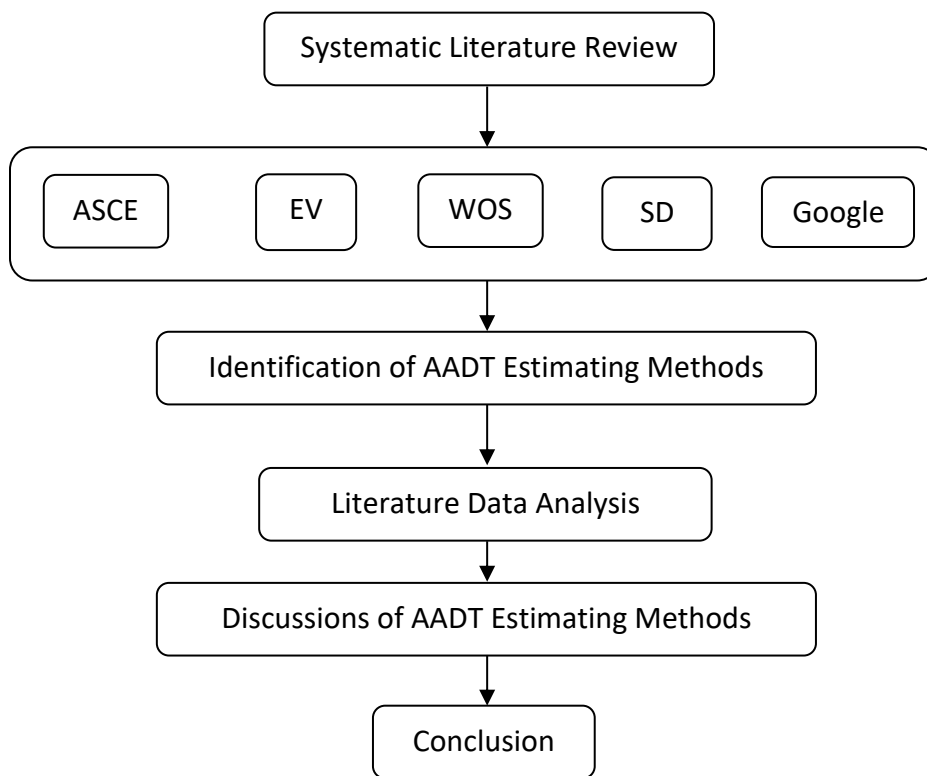 Systematic Literature Review
ASCE
EV
WOS
SD
Google
Identification of AADT Estimating Methods
Literature Data Analysis
Discussions of AADT Estimating Methods
Conclusion